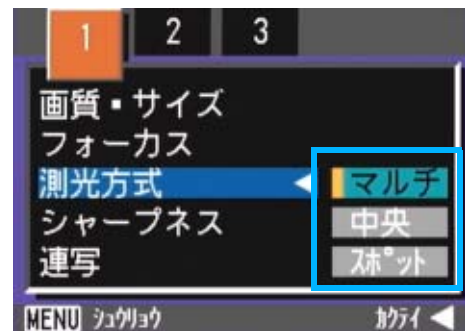 1 2 3
画質・サイズ
フォーカス
測光方式 マルチ
シャープネス 中央
連写 ｽﾎﾟｯﾄ
MENU ｼｭｳﾘｮｳ ｶｸﾃｲ